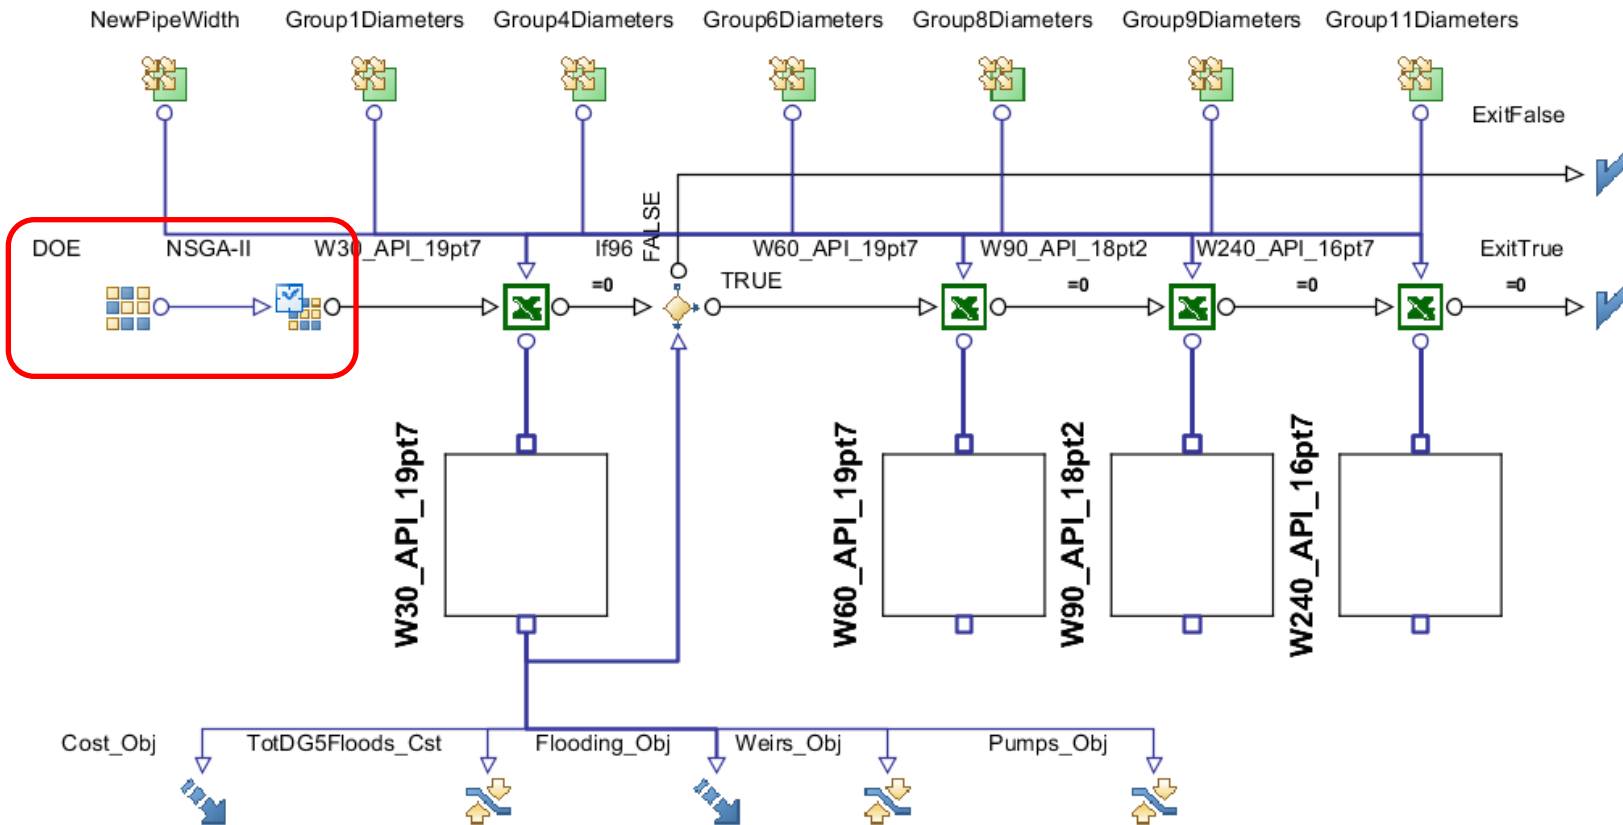 NewPipeWidth
Group1Diameters
Group4Diameters
Group6Diameters
Group8Diameters
Group9Diameters
Group11Diameters
ExitFalse
FALSE
DOE
NSGA-II
W30_API_19pt7
If96
W60_API_19pt7
W90_API_18pt2
W240_API_16pt7
ExitTrue
=0
TRUE
=0
=0
=0
W30_API_19pt7
W60_API_19pt7
W90_API_18pt2
W240_API_16pt7
Cost_Obj
TotDG5Floods_Cst
Flooding_Obj
Weirs_Obj
Pumps_Obj